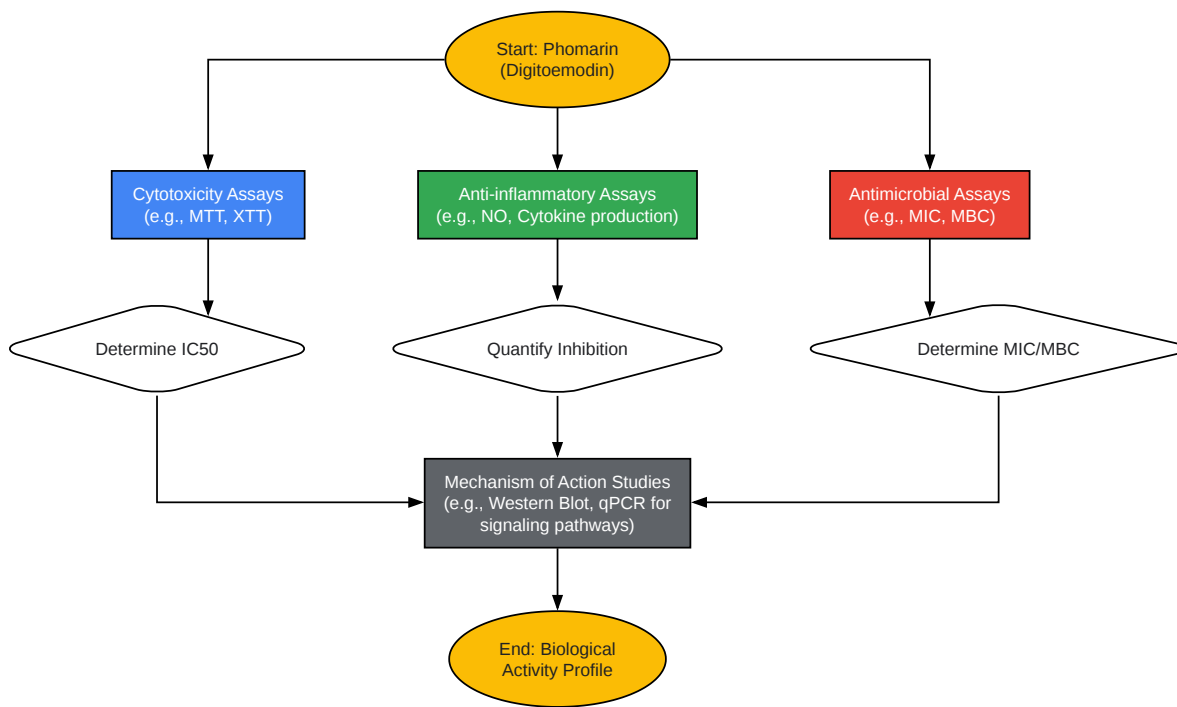 Start: Phomarin
(Digitoemodin)
Cytotoxicity Assays
(e.g., MTT, XTT)
Anti-inflammatory Assays
(e.g., NO, Cytokine production)
Antimicrobial Assays
(e.g., MIC, MBC)
Determine IC50
Quantify Inhibition
Determine MIC/MBC
Mechanism of Action Studies
(e.g., Western Blot, qPCR for
signaling pathways)
End: Biological
Activity Profile